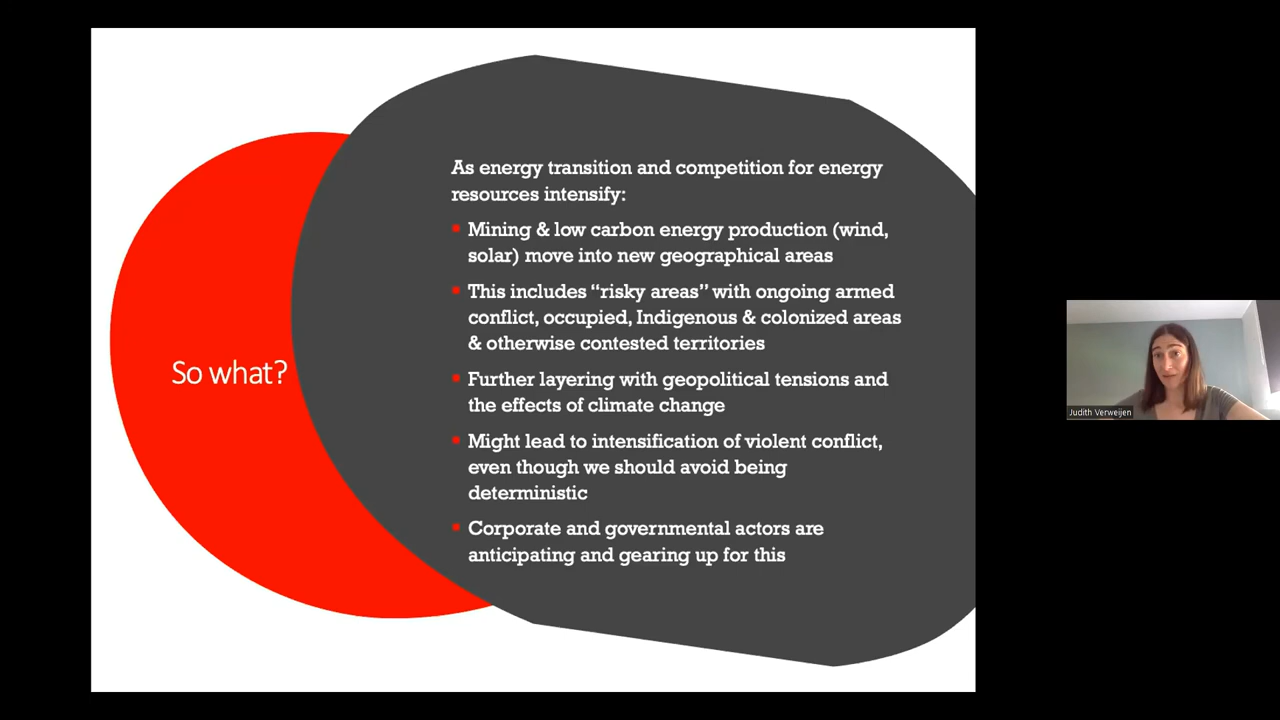 So what?
As energy transition and competition for energy
resources intensify:
Mining & low carbon energy production (wind,
solar) move into new geographical areas
This includes “risky areas” with ongoing armed
conflict, occupied, Indigenous & colonized areas
& otherwise contested territories
Further layering with geopolitical tensions and
the effects of climate change
Might lead to intensification of violent conflict,
even though we should avoid being
deterministic
Corporate and governmental actors are
anticipating and gearing up for this
Judith Verweijen